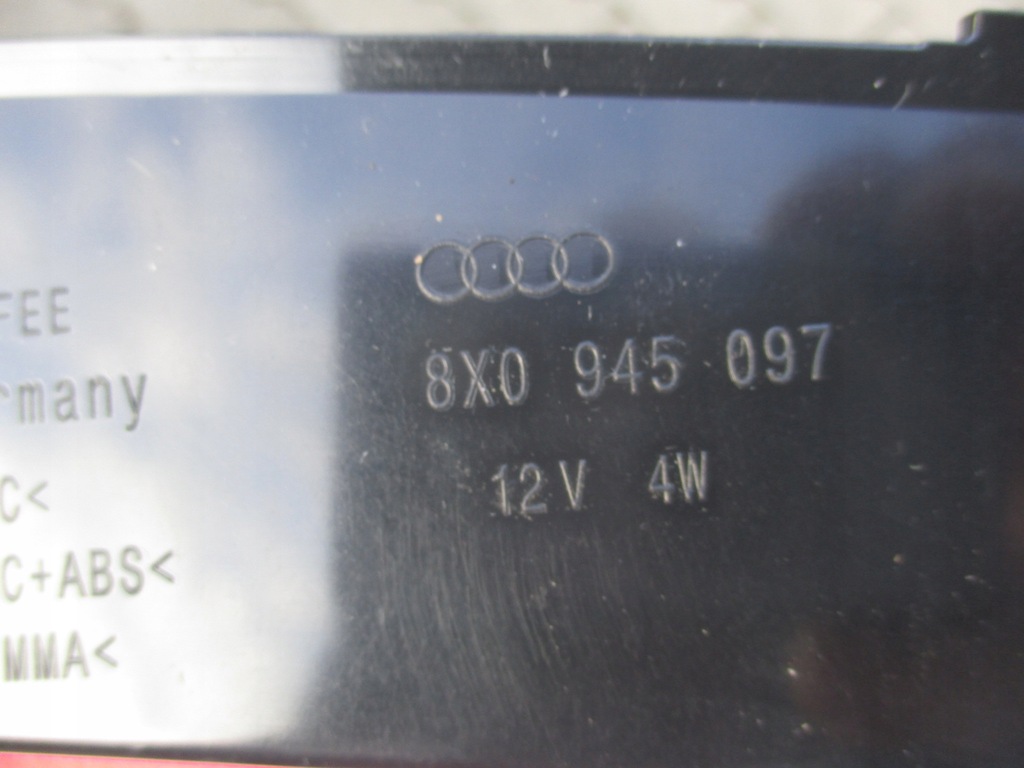 FEE
rmany
C<
C+ABS<
MMA<
8X0 945 097
12V 4W